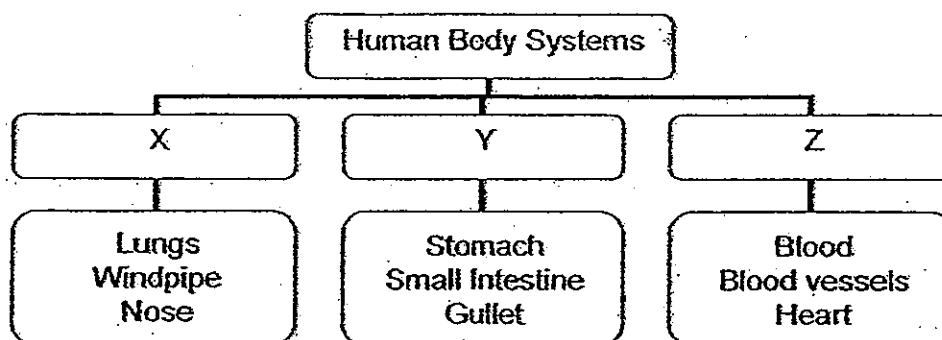 Human Body Systems
X
Y
Z
Lungs
Windpipe
Nose
Stomach
Small Intestine
Gullet
Blood
Blood vessels
Heart